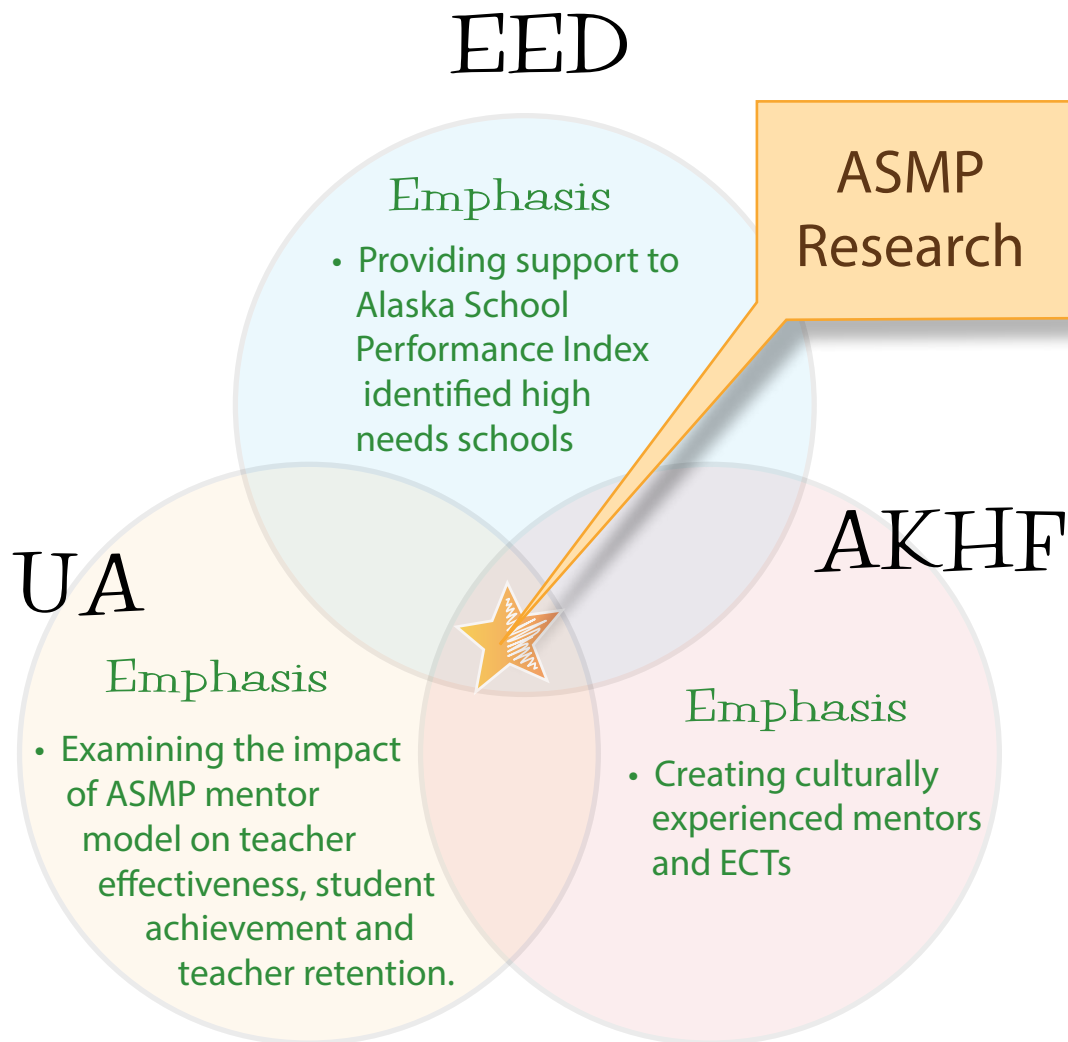 EED
ASMP
Research
Emphasis
• Providing support to
Alaska School
Performance Index
identified high
needs schools
UA
Emphasis
• Examining the impact
of ASMP mentor
model on teacher
effectiveness, student
achievement and
teacher retention.
AKHF
Emphasis
• Creating culturally
experienced mentors
and ECTs